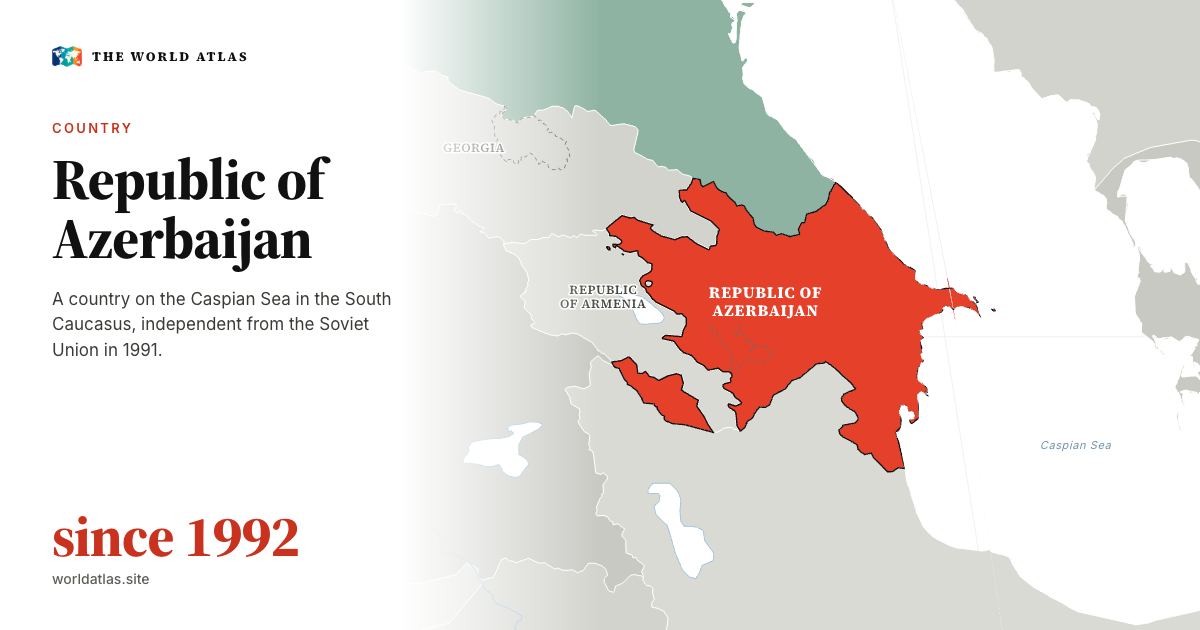 THE WORLD ATLAS
COUNTRY
Republic of
Azerbaijan
A country on the Caspian Sea in the South
Caucasus, independent from the Soviet
Union in 1991.
since 1992
worldatlas.site
GEORGIA
REPUBLIC
OF ARMENIA
REPUBLIC OF
AZERBAIJAN
Caspian Sea